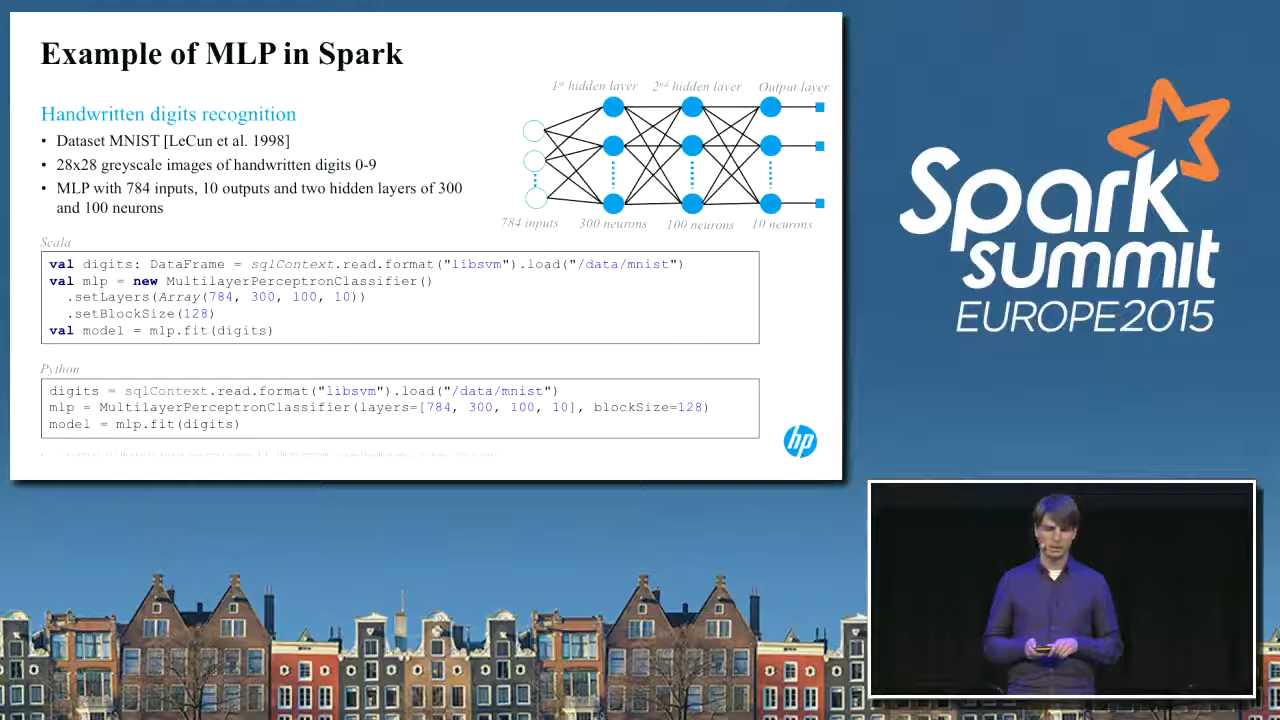 Example of MLP in Spark
Handwritten digits recognition
• Dataset MNIST [LeCun et al. 1998]
• 28x28 greyscale images of handwritten digits 0-9
• MLP with 784 inputs, 10 outputs and two hidden layers of 300
and 100 neurons
1st hidden layer 2nd hidden layer Output layer
784 inputs 300 neurons 100 neurons 10 neurons
Scala
val digits: DataFrame = sqlContext.read.format("libsvm").load("/data/mnist")
val mlp = new MultilayerPerceptronClassifier()
.setLayers(Array(784, 300, 100, 10))
.setBlockSize(128)
val model = mlp.fit(digits)
Python
digits = sqlContext.read.format("libsvm").load("/data/mnist")
mlp = MultilayerPerceptronClassifier(layers=[784, 300, 100, 10], blockSize=128)
model = mlp.fit(digits)
hp
Spark
summit
EUROPE 2015